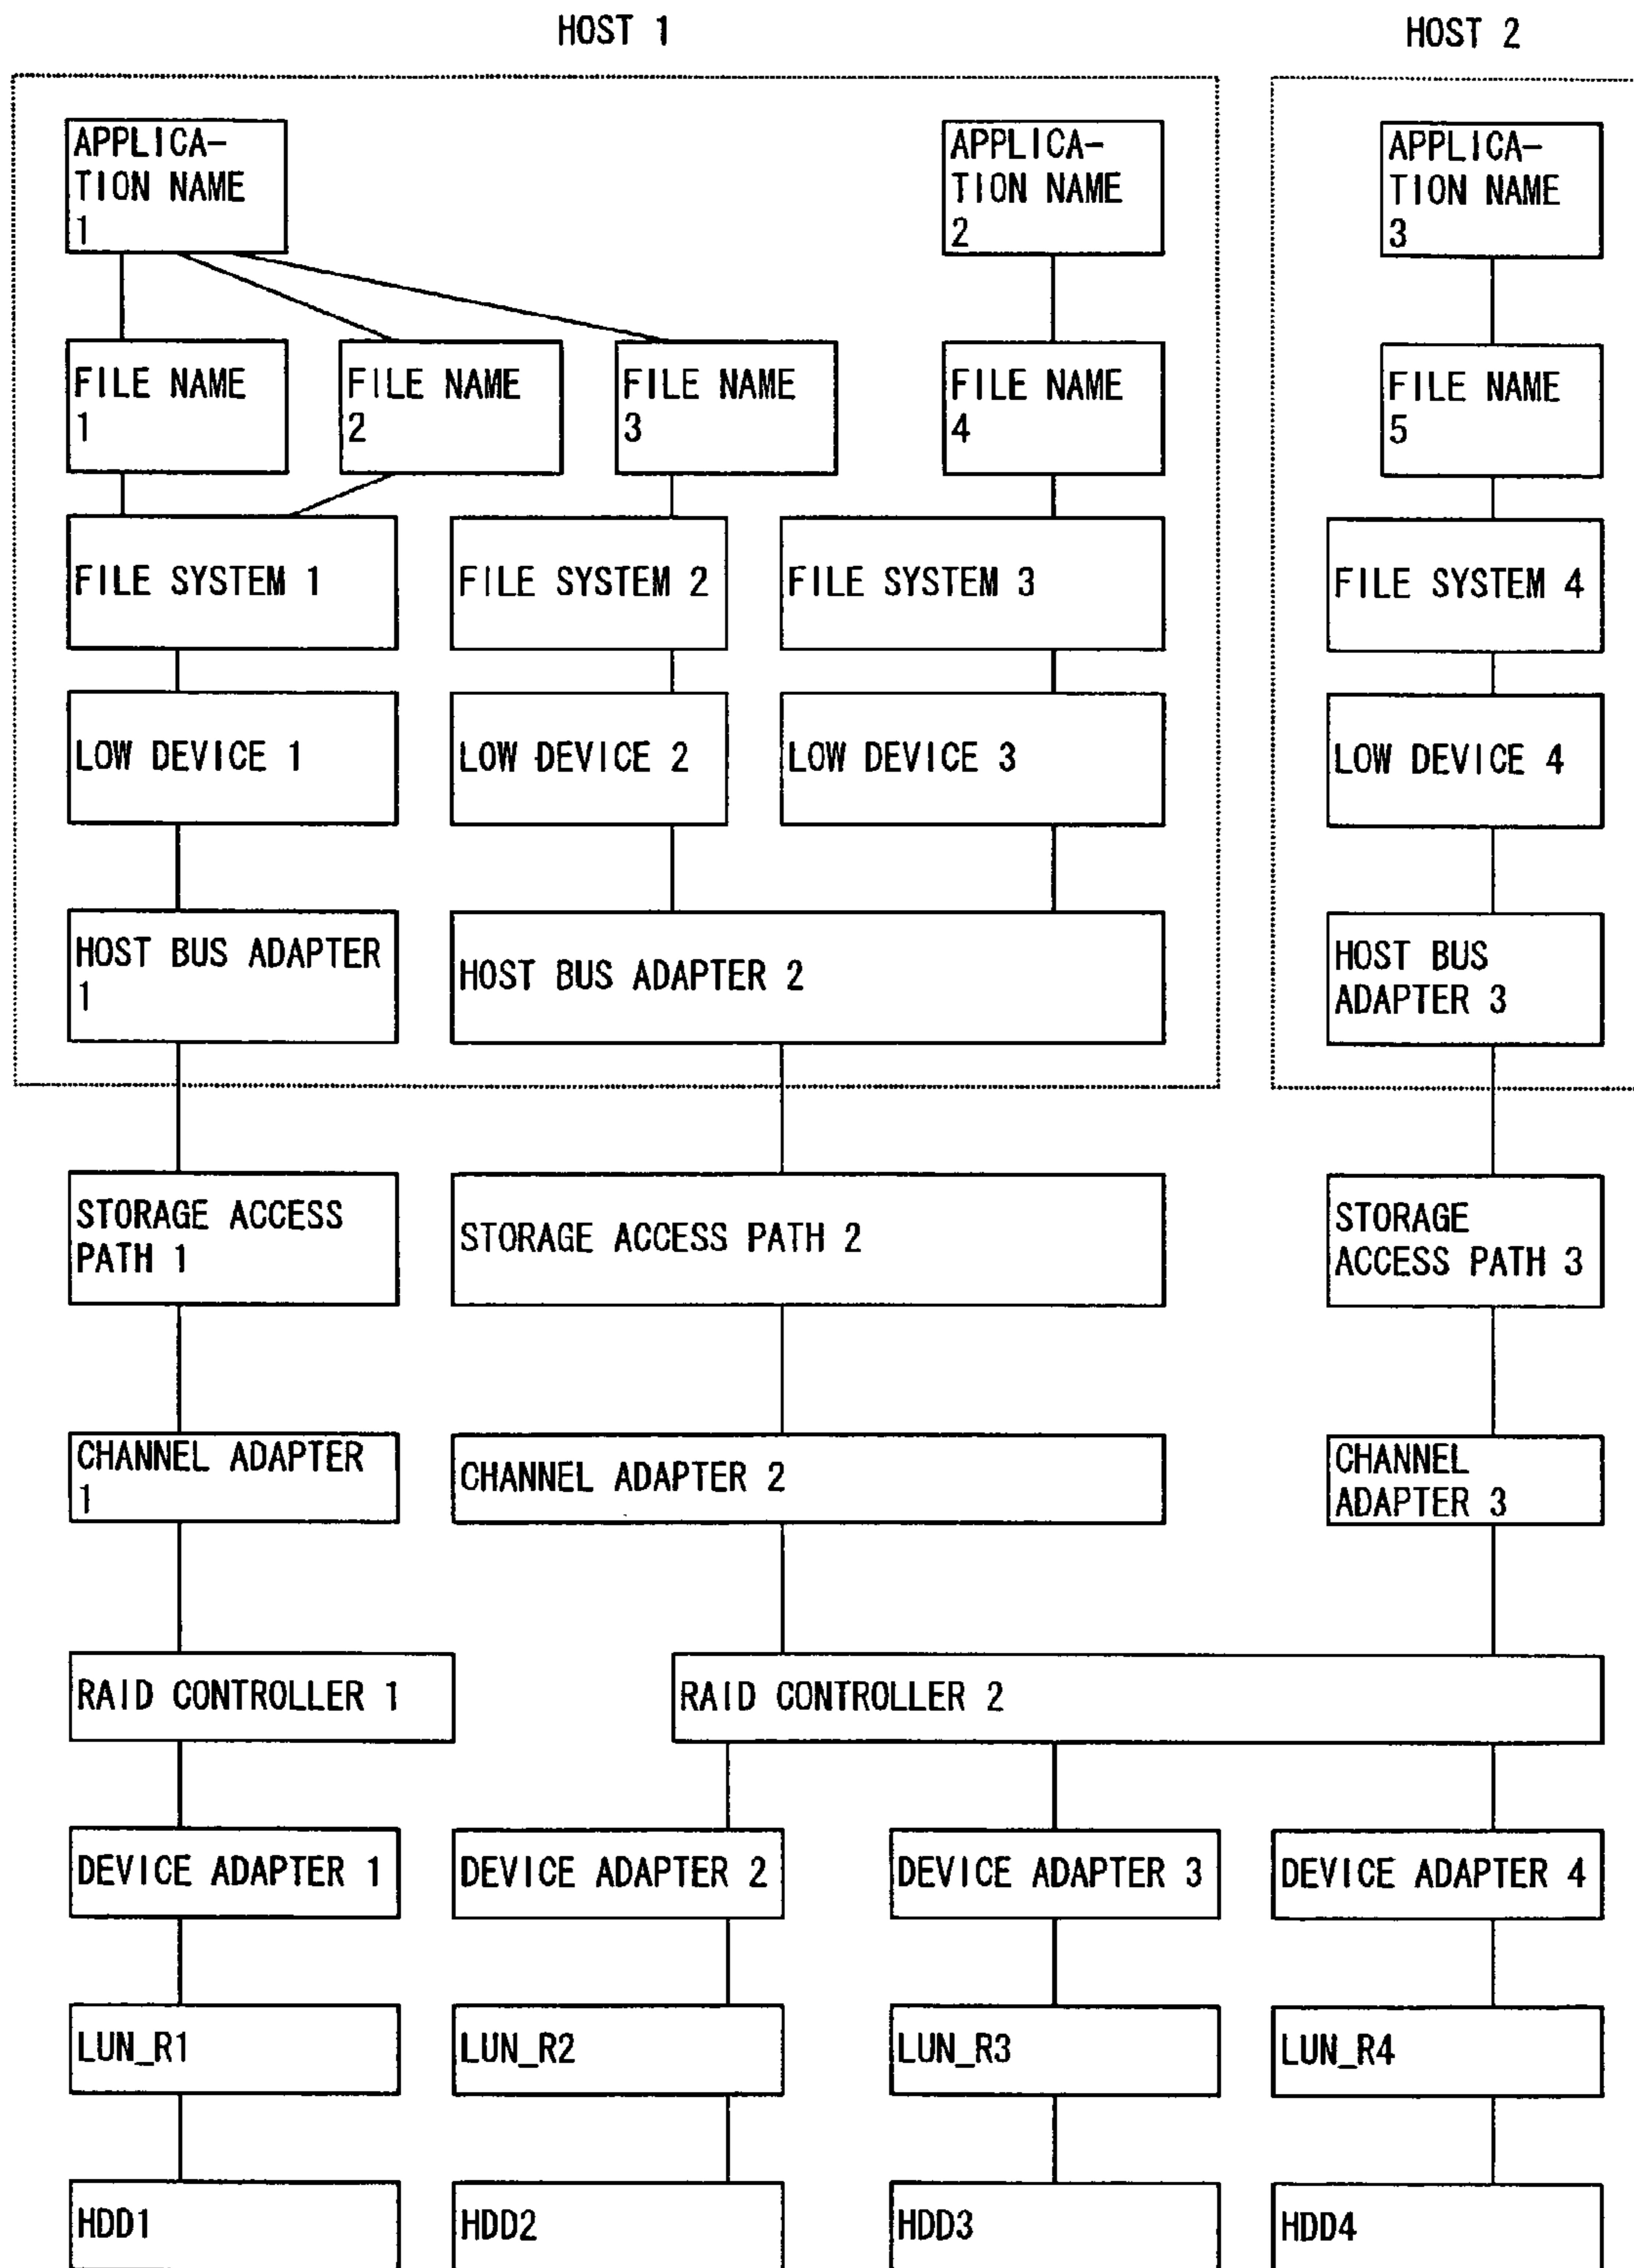 HOST 1
HOST 2
APPLICA-
TION NAME
1
APPLICA-
TION NAME
2
APPLICA-
TION NAME
3
FILE NAME
1
FILE NAME
2
FILE NAME
3
FILE NAME
4
FILE NAME
5
FILE SYSTEM 1
FILE SYSTEM 2
FILE SYSTEM 3
FILE SYSTEM 4
LOW DEVICE 1
LOW DEVICE 2
LOW DEVICE 3
LOW DEVICE 4
HOST BUS ADAPTER
1
HOST BUS ADAPTER 2
HOST BUS
ADAPTER 3
STORAGE ACCESS
PATH 1
STORAGE ACCESS PATH 2
STORAGE
ACCESS PATH 3
CHANNEL ADAPTER
1
CHANNEL ADAPTER 2
CHANNEL
ADAPTER 3
RAID CONTROLLER 1
RAID CONTROLLER 2
DEVICE ADAPTER 1
DEVICE ADAPTER 2
DEVICE ADAPTER 3
DEVICE ADAPTER 4
LUN_R1
LUN_R2
LUN_R3
LUN_R4
HDD1
HDD2
HDD3
HDD4